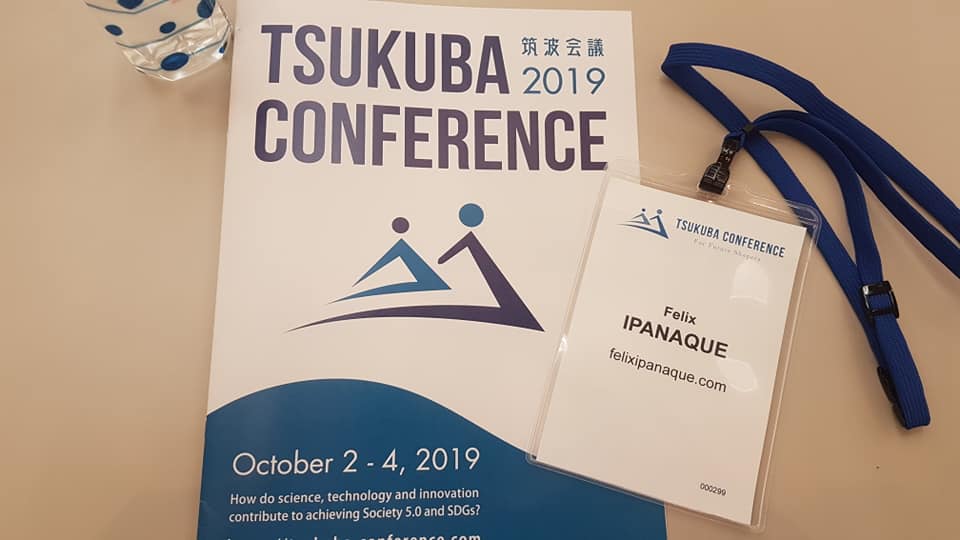 TSUKUBA 筑波会議
2019
CONFERENCE
October 2 - 4, 2019
How do science, technology and innovation
contribute to achieving Society 5.0 and SDGs?
TSUKUBA CONFERENCE
For Future Shapers
Felix
IPANAQUE
felixipanaque.com
000299